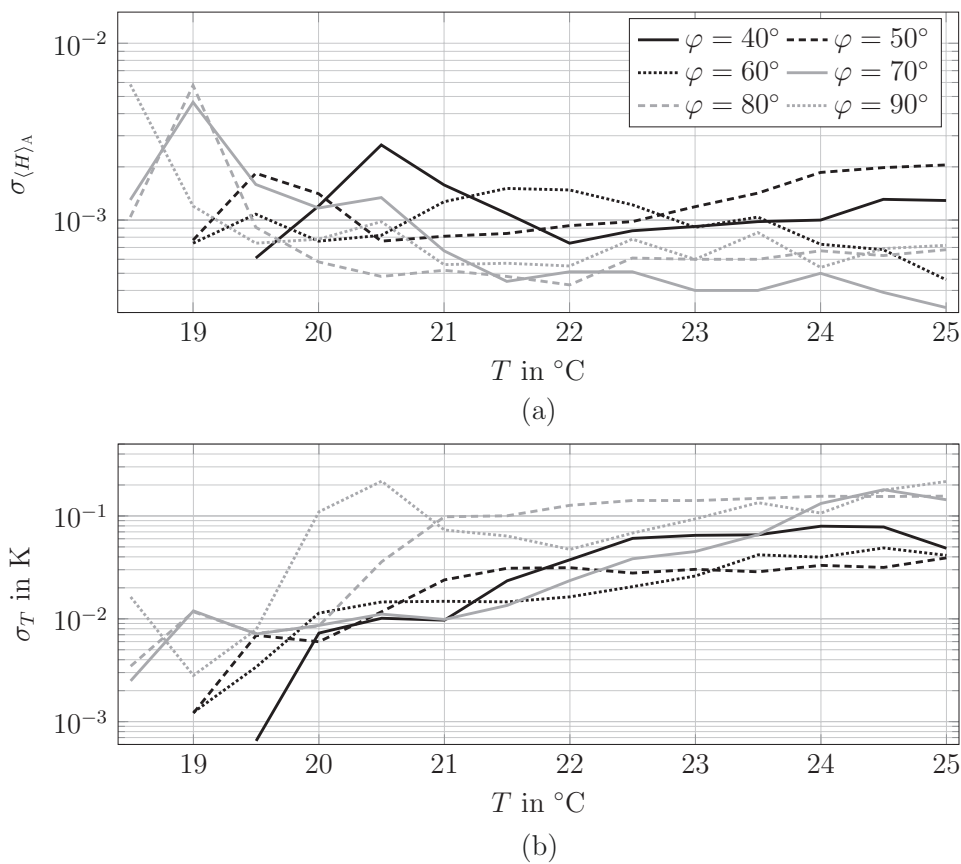 10⁻²
φ = 40° φ = 50°
φ = 60° φ = 70°
φ = 80° φ = 90°
σ⟨H⟩A
10⁻³
19 20 21 22 23 24 25
T in °C
(a)
10⁻¹
σT in K
10⁻²
10⁻³
19 20 21 22 23 24 25
T in °C
(b)